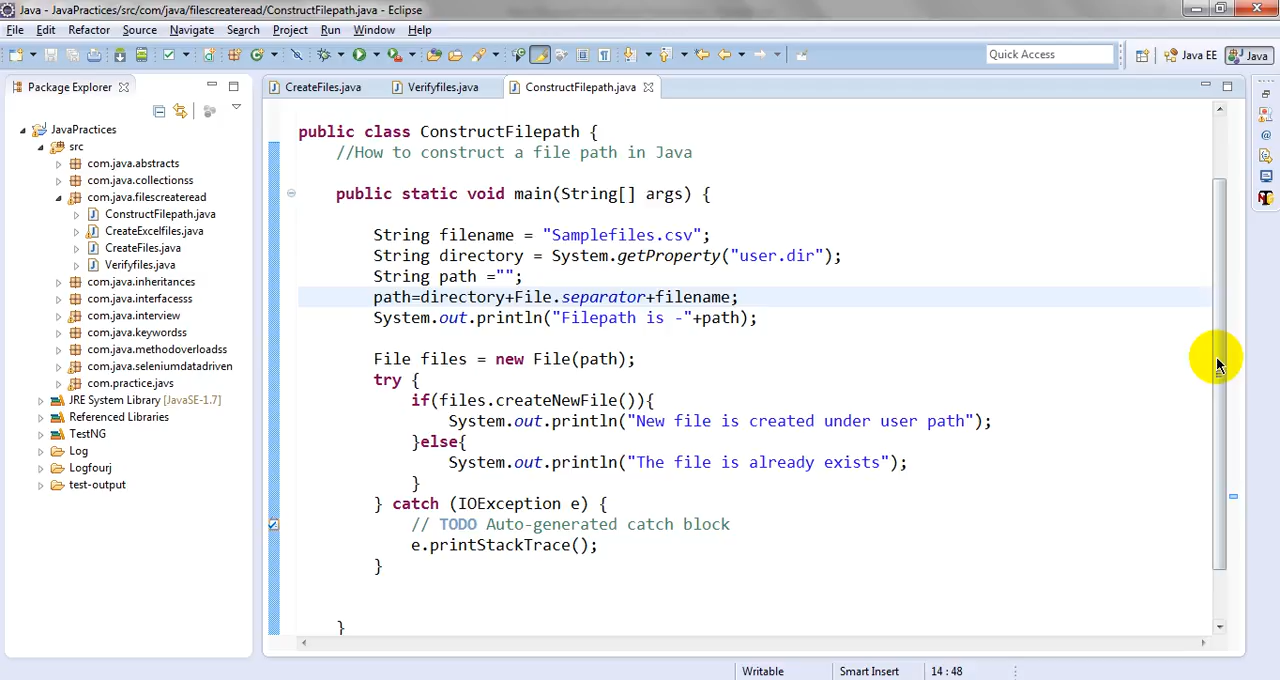 Java - JavaPractices/src/com/java/filescreateread/ConstructFilepath.java - Eclipse
File Edit Refactor Source Navigate Search Project Run Window Help
Quick Access
Java EE
Java
Package Explorer
CreateFiles.java
Verifyfiles.java
ConstructFilepath.java
JavaPractices
src
com.java.abstracts
com.java.collectionss
com.java.filescreateread
ConstructFilepath.java
CreateExcelfiles.java
CreateFiles.java
Verifyfiles.java
com.java.inheritances
com.java.interfacesss
com.java.interview
com.java.keywordss
com.java.methodoverloadss
com.java.seleniumdatadriven
com.practice.javs
JRE System Library [JavaSE-1.7]
Referenced Libraries
TestNG
Log
Logfourj
test-output
public class ConstructFilepath {
//How to construct a file path in Java
public static void main(String[] args) {
String filename = "Samplefiles.csv";
String directory = System.getProperty("user.dir");
String path ="";
path=directory+File.separator+filename;
System.out.println("Filepath is -"+path);
File files = new File(path);
try {
if(files.createNewFile()){
System.out.println("New file is created under user path");
}else{
System.out.println("The file is already exists");
}
} catch (IOException e) {
// TODO Auto-generated catch block
e.printStackTrace();
}
}
Writable
Smart Insert
14 : 48